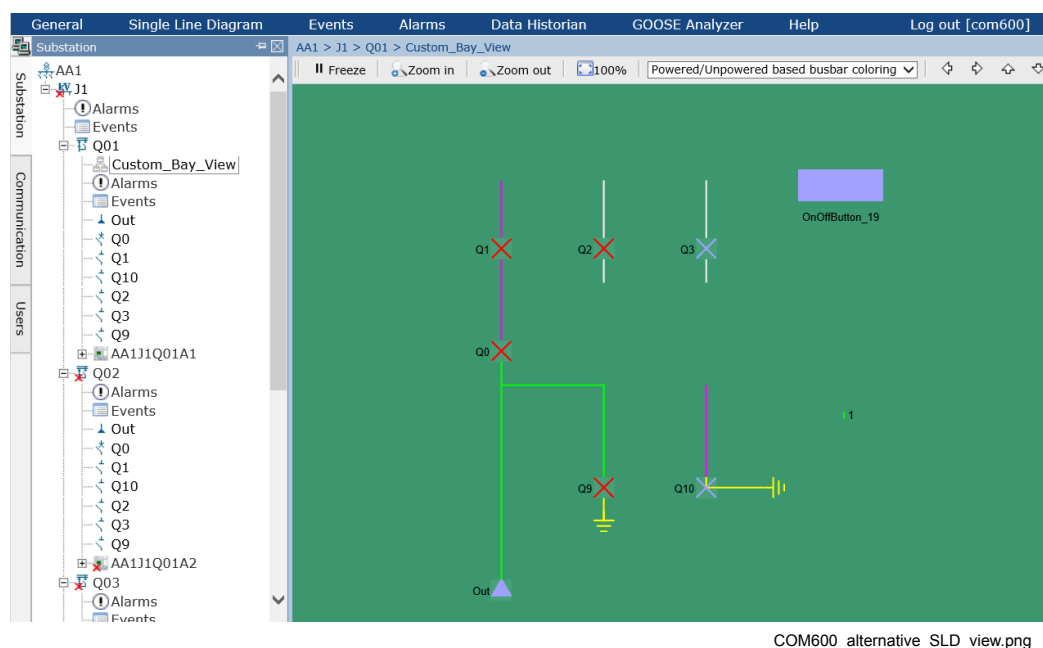 General Single Line Diagram Events Alarms Data Historian GOOSE Analyzer Help Log out [com600]
Substation
AA1 > J1 > Q01 > Custom_Bay_View
Freeze Zoom in Zoom out 100% Powered/Unpowered based busbar coloring
Substation
Communication
Users
AA1
J1
Alarms
Events
Q01
Custom_Bay_View
Alarms
Events
Out
Q0
Q1
Q10
Q2
Q3
Q9
AA1J1Q01A1
Q02
Alarms
Events
Out
Q0
Q1
Q10
Q2
Q3
Q9
AA1J1Q01A2
Q03
Alarms
Events
OnOffButton_19
Q1 Q2 Q3
Q0
1
Q9 Q10
Out
COM600 alternative SLD view.png